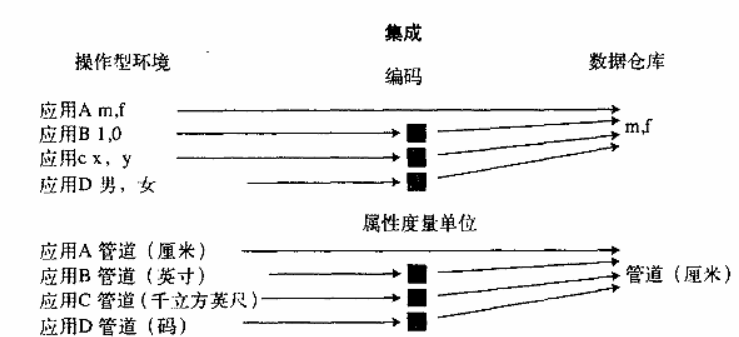 集成
操作型环境 编码 数据仓库
应用A m,f
应用B 1,0 m,f
应用c x，y
应用D 男，女
属性度量单位
应用A 管道（厘米）
应用B 管道（英寸） 管道（厘米）
应用C 管道（千立方英尺）
应用D 管道（码）